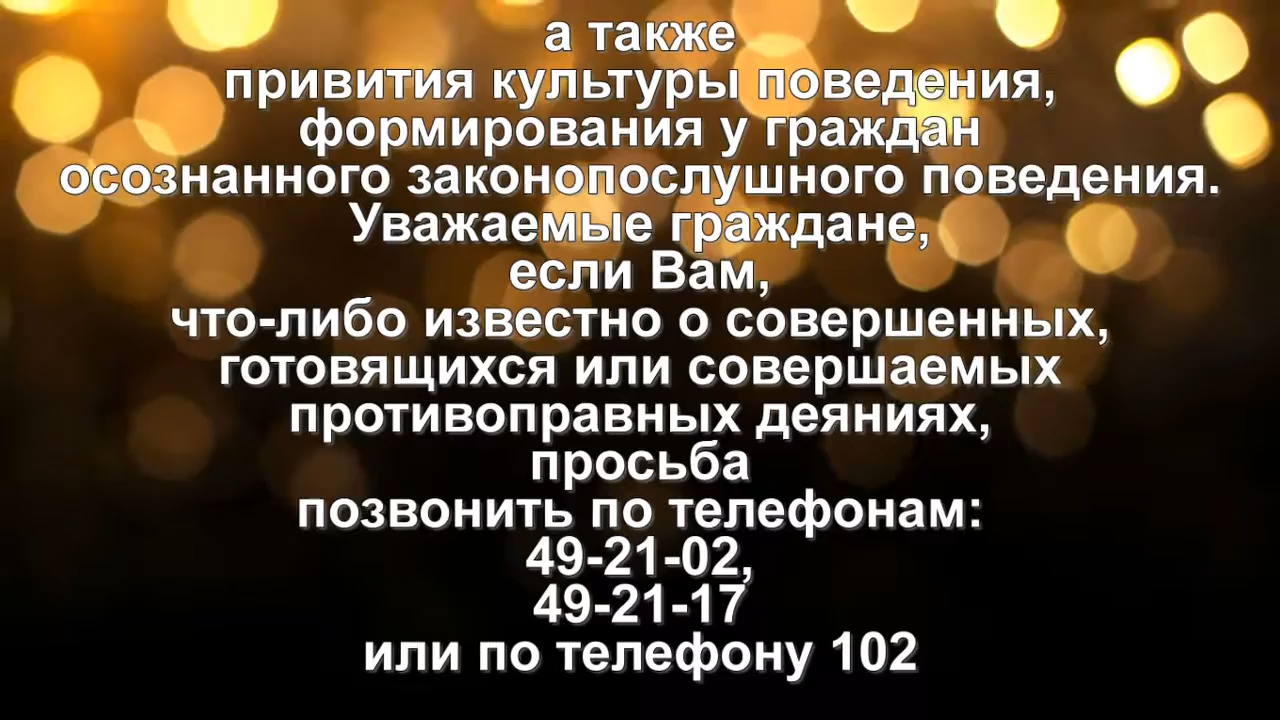 а также
привития культуры поведения,
формирования у граждан
осознанного законопослушного поведения.
Уважаемые граждане,
если Вам,
что-либо известно о совершенных,
готовящихся или совершаемых
противоправных деяниях,
просьба
позвонить по телефонам:
49-21-02,
49-21-17
или по телефону 102